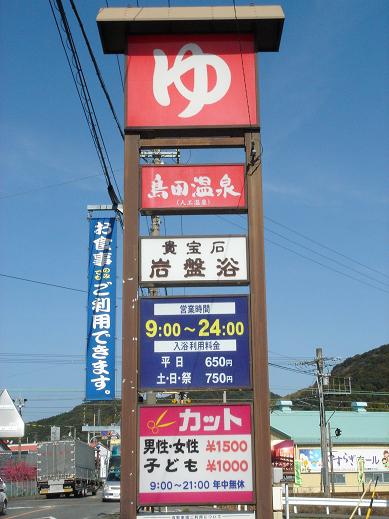 ゆ
島田温泉
(人工温泉)
貴宝石
岩盤浴
営業時間
9:00～24:00
入浴利用料金
平日 650円
土・日・祭 750円
カット
男性・女性 ¥1500
子ども ¥1000
9:00～21:00 年中無休
お食事のみでもご利用できます。